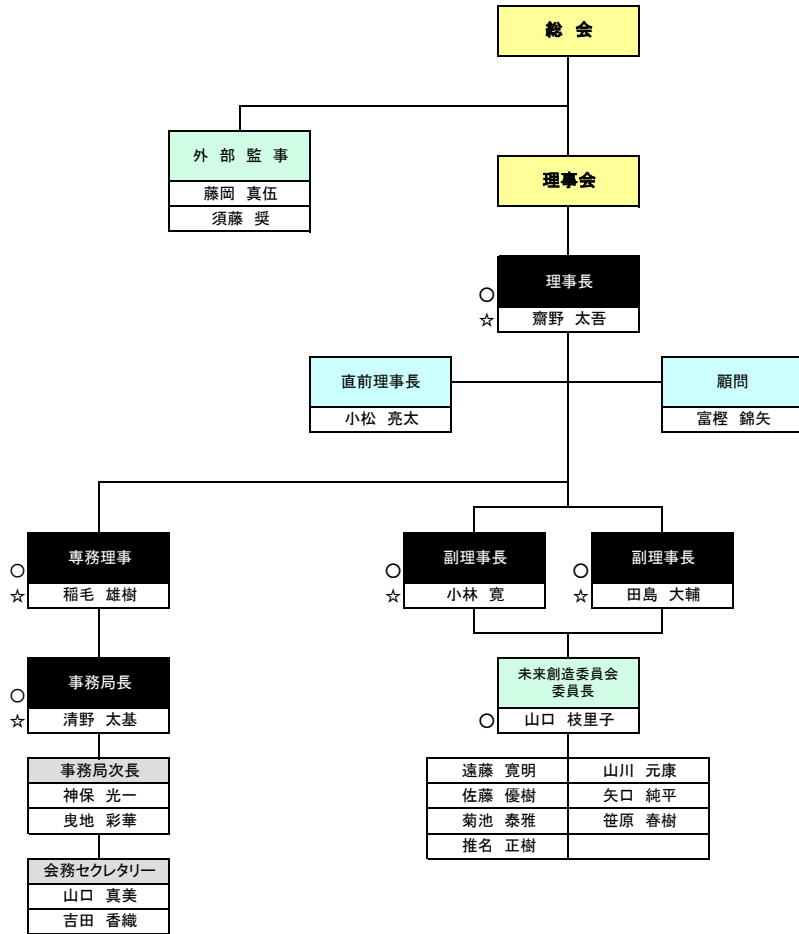 総 会
外 部 監 事
藤岡 真伍
須藤 奨
理事会
理事長
○
☆ 齋野 太吾
直前理事長
小松 亮太
顧問
富樫 錦矢
専務理事
○
☆ 稲毛 雄樹
副理事長
○
☆ 小林 寛
副理事長
○
☆ 田島 大輔
事務局長
○
☆ 清野 太基
未来創造委員会
委員長
○ 山口 枝里子
事務局次長
神保 光一
曳地 彩華
遠藤 寛明 山川 元康
佐藤 優樹 矢口 純平
菊池 泰雅 笹原 春樹
推名 正樹
会務セクレタリー
山口 真美
吉田 香織